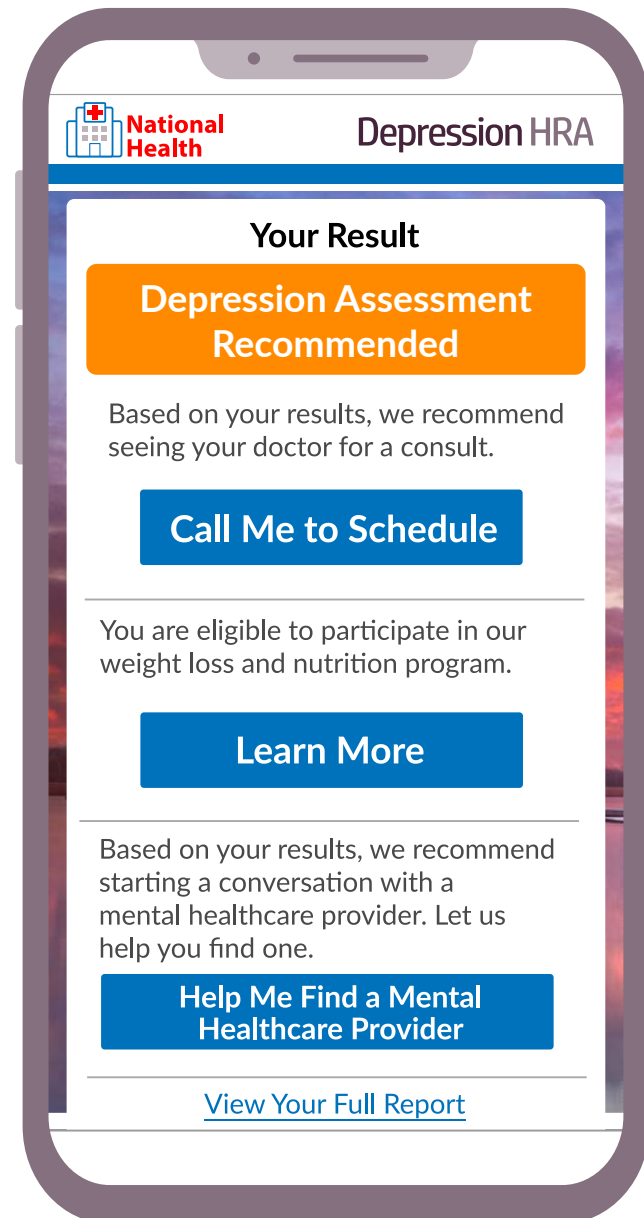 National
Health
Depression HRA
Your Result
Depression Assessment
Recommended
Based on your results, we recommend
seeing your doctor for a consult.
Call Me to Schedule
You are eligible to participate in our
weight loss and nutrition program.
Learn More
Based on your results, we recommend
starting a conversation with a
mental healthcare provider. Let us
help you find one.
Help Me Find a Mental
Healthcare Provider
View Your Full Report